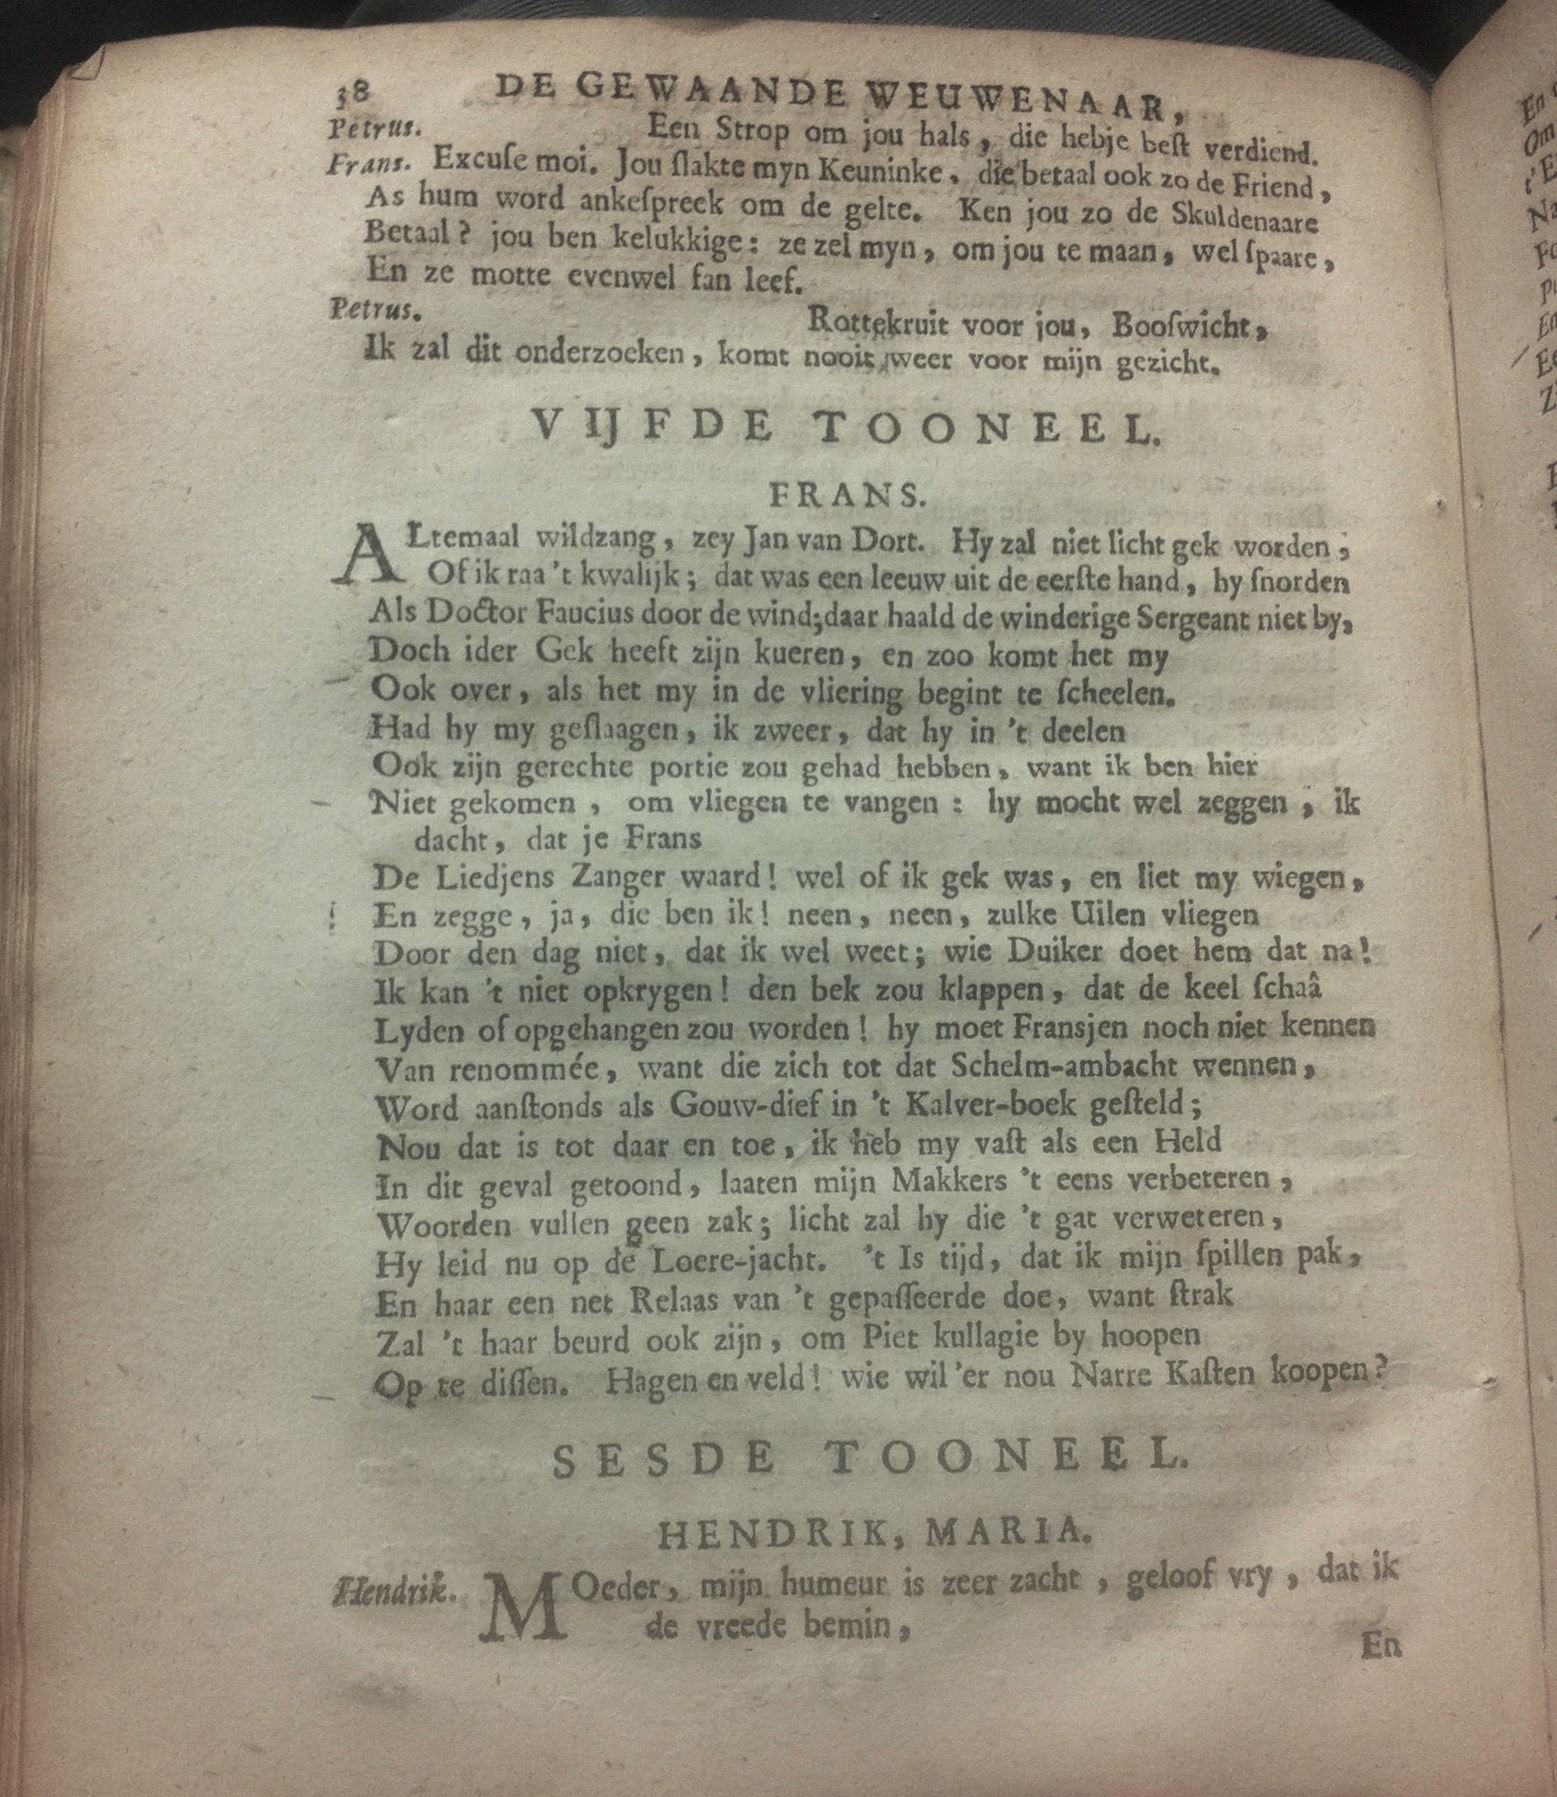 38 DE GEWAANDE WEUWENAAR,
Petrus. Een Strop om jou hals, die hebje beſt verdiend.
Frans. Excuſe moi. Jou ſlakte myn Keuninke, die betaal ook zo de Friend,
As hum word ankeſpreek om de gelte. Ken jou zo de Skuldenaare
Betaal? jou ben kelukkige: ze zel myn, om jou te maan, wel ſpaare,
En ze motte evenwel fan leef.
Petrus. Rottekruit voor jou, Booſwicht,
Ik zal dit onderzoeken, komt nooit weer voor mijn gezicht.
VIJFDE TOONEEL.
FRANS.
ALtemaal wildzang, zey Jan van Dort. Hy zal niet licht gek worden,
Of ik raa 't kwalijk; dat was een leeuw uit de eerſte hand, hy ſnorden
Als Doctor Faucius door de wind; daar haald de winderige Sergeant niet by,
Doch ider Gek heeft zijn kueren, en zoo komt het my
Ook over, als het my in de vliering begint te ſcheelen.
Had hy my geſlaagen, ik zweer, dat hy in 't deelen
Ook zijn gerechte portie zou gehad hebben, want ik ben hier
Niet gekomen, om vliegen te vangen: hy mocht wel zeggen, ik
dacht, dat je Frans
De Liedjens Zanger waard! wel of ik gek was, en liet my wiegen,
En zegge, ja, die ben ik! neen, neen, zulke Uilen vliegen
Door den dag niet, dat ik wel weet; wie Duiker doet hem dat na!
Ik kan 't niet opkrygen! den bek zou klappen, dat de keel ſchaâ
Lyden of opgehangen zou worden! hy moet Fransjen noch niet kennen
Van renommée, want die zich tot dat Schelm-ambacht wennen,
Word aanſtonds als Gouw-dief in 't Kalver-boek geſteld;
Nou dat is tot daar en toe, ik heb my vaſt als een Held
In dit geval getoond, laaten mijn Makkers 't eens verbeteren,
Woorden vullen geen zak; licht zal hy die 't gat verweteren,
Hy leid nu op de Loere-jacht. 't Is tijd, dat ik mijn ſpillen pak,
En haar een net Relaas van 't gepaſſeerde doe, want ſtrak
Zal 't haar beurd ook zijn, om Piet kullagie by hoopen
Op te diſſen. Hagen en veld! wie wil 'er nou Narre Kaſten koopen?
SESDE TOONEEL.
HENDRIK, MARIA.
Hendrik. MOeder, mijn humeur is zeer zacht, geloof vry, dat ik
de vreede bemin,
En